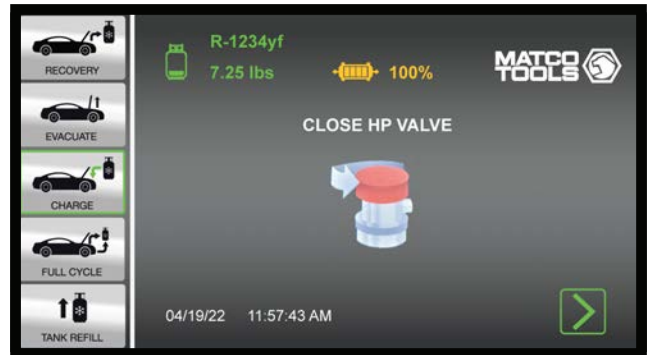 RECOVERY
EVACUATE
CHARGE
FULL CYCLE
TANK REFILL
R-1234yf
7.25 lbs
100%
MATCO
TOOLS
CLOSE HP VALVE
04/19/22 11:57:43 AM